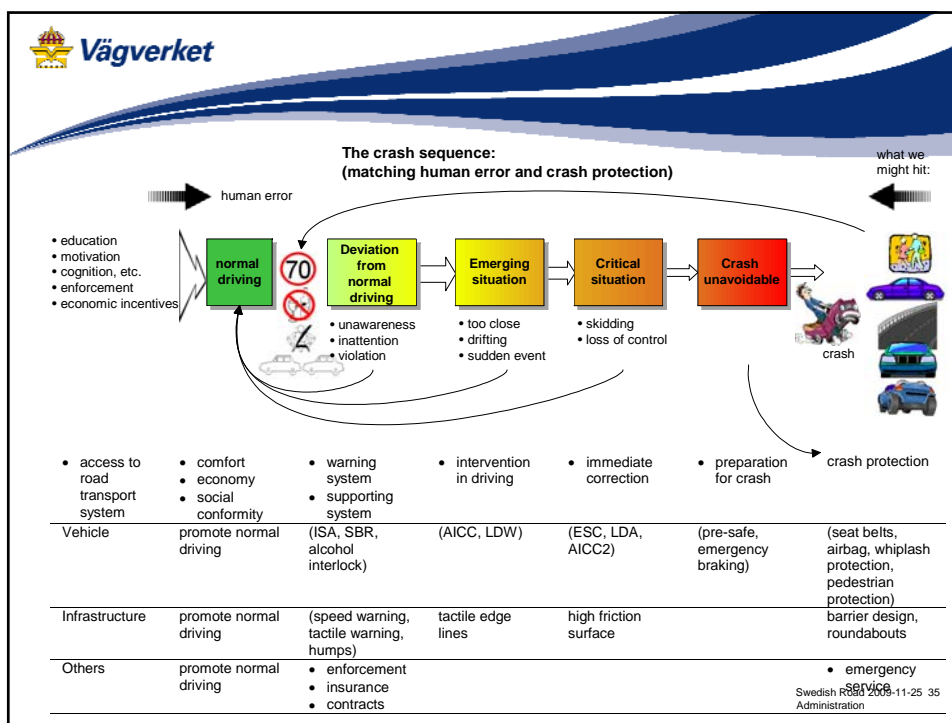 Vägverket
The crash sequence:
(matching human error and crash protection)
what we
might hit:
human error
• education
• motivation
• cognition, etc.
• enforcement
• economic incentives
normal
driving
70
Deviation
from
normal
driving
Emerging
situation
Critical
situation
Crash
unavoidable
• unawareness
• inattention
• violation
• too close
• drifting
• sudden event
• skidding
• loss of control
crash
• access to
road
transport
system
• comfort
• economy
• social
conformity
• warning
system
• supporting
system
• intervention
in driving
• immediate
correction
• preparation
for crash
crash protection
Vehicle
promote normal
driving
(ISA, SBR,
alcohol
interlock)
(AICC, LDW)
(ESC, LDA,
AICC2)
(pre-safe,
emergency
braking)
(seat belts,
airbag, whiplash
protection,
pedestrian
protection)
Infrastructure
promote normal
driving
(speed warning,
tactile warning,
humps)
tactile edge
lines
high friction
surface
barrier design,
roundabouts
Others
promote normal
driving
• enforcement
• insurance
• contracts
• emergency
service
Swedish Road 2009-11-25 35
Administration